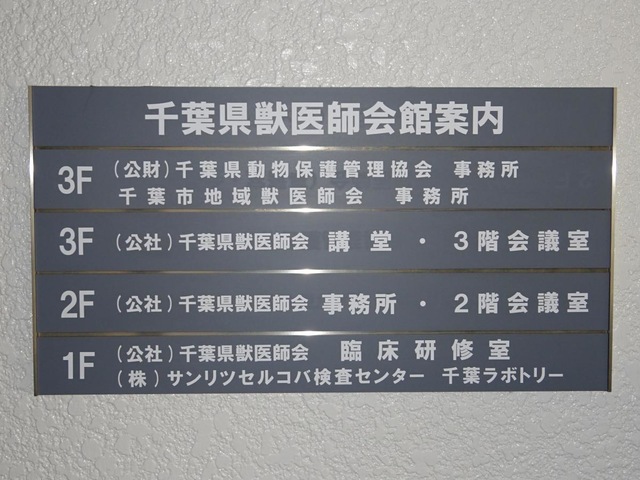 千葉県獣医師会館案内
3F (公財)千葉県動物保護管理協会 事務所
千葉市地域獣医師会 事務所
3F (公社)千葉県獣医師会 講堂・3階会議室
2F (公社)千葉県獣医師会 事務所・2階会議室
1F (公社)千葉県獣医師会 臨床研修室
(株)サンリツセルコバ検査センター 千葉ラボトリー